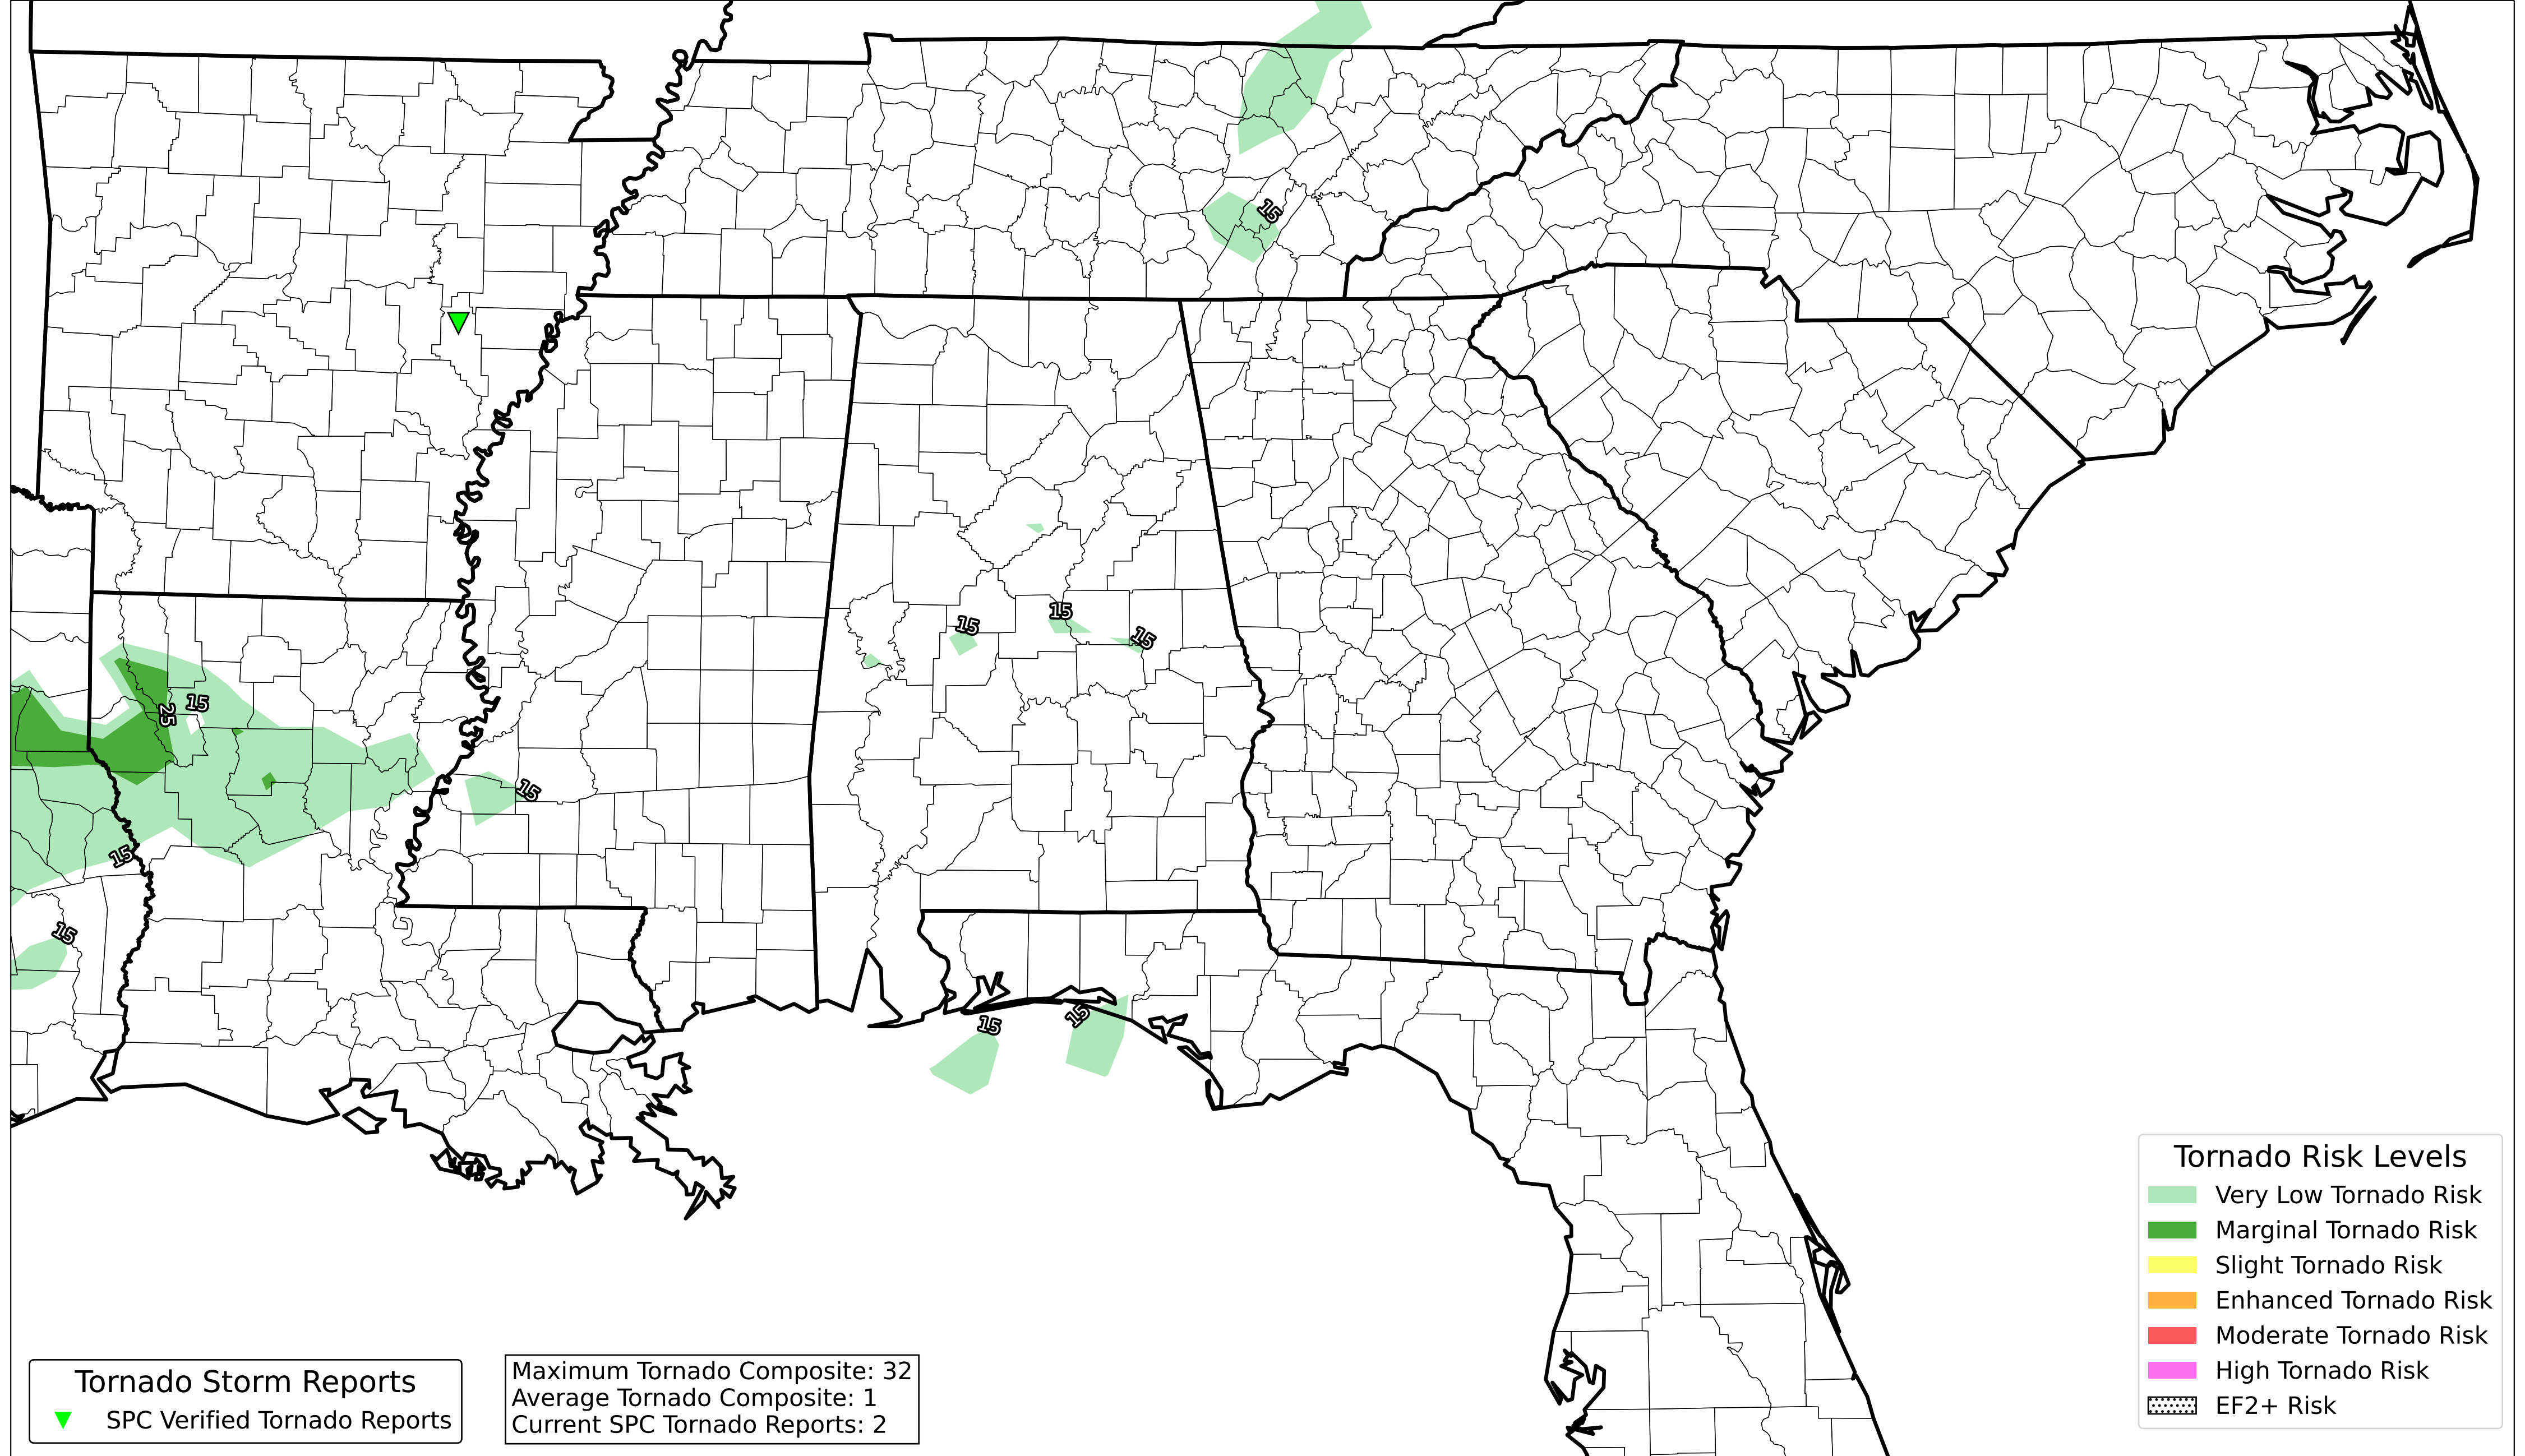 15
15
15
15
25
15
15
15
15
15
15
Tornado Risk Levels
Very Low Tornado Risk
Marginal Tornado Risk
Slight Tornado Risk
Enhanced Tornado Risk
Moderate Tornado Risk
High Tornado Risk
EF2+ Risk
Tornado Storm Reports
SPC Verified Tornado Reports
Maximum Tornado Composite: 32
Average Tornado Composite: 1
Current SPC Tornado Reports: 2